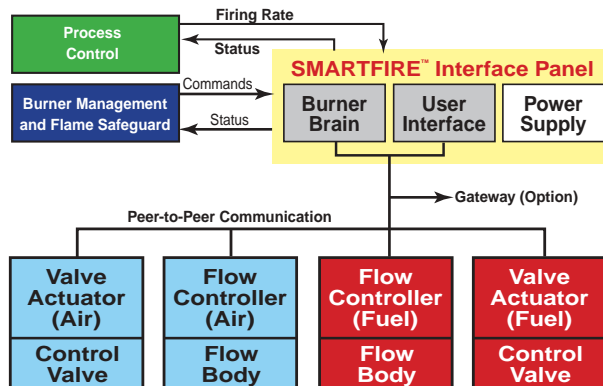 Firing Rate
Process
Control
Status
SMARTFIRE™ Interface Panel
Commands
Burner Management
and Flame Safeguard
Status
Burner
Brain
User
Interface
Power
Supply
Gateway (Option)
Peer-to-Peer Communication
Valve
Actuator
(Air)
Control
Valve
Flow
Controller
(Air)
Flow
Body
Flow
Controller
(Fuel)
Flow
Body
Valve
Actuator
(Fuel)
Control
Valve